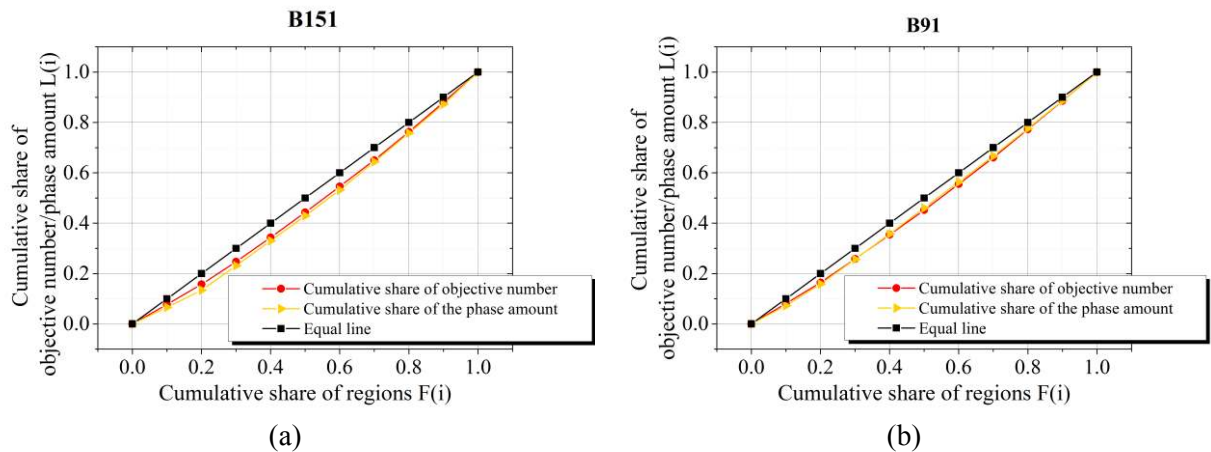 B151
Cumulative share of
objective number/phase amount L(i)
1.0
0.8
0.6
0.4
0.2
0.0
Cumulative share of objective number
Cumulative share of the phase amount
Equal line
0.0 0.2 0.4 0.6 0.8 1.0
Cumulative share of regions F(i)
(a)
B91
Cumulative share of
objective number/phase amount L(i)
1.0
0.8
0.6
0.4
0.2
0.0
Cumulative share of objective number
Cumulative share of the phase amount
Equal line
0.0 0.2 0.4 0.6 0.8 1.0
Cumulative share of regions F(i)
(b)